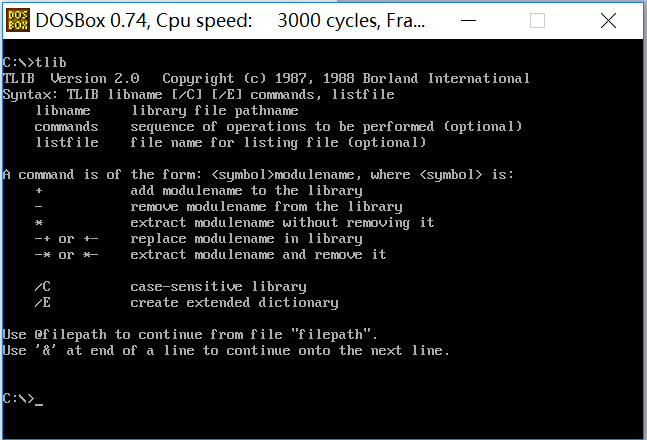 DOS
BOX
DOSBox 0.74, Cpu speed:    3000 cycles, Fra...
C:\>tlib
TLIB  Version 2.0   Copyright (c) 1987, 1988 Borland International
Syntax: TLIB libname [/C] [/E] commands, listfile
    libname     library file pathname
    commands    sequence of operations to be performed (optional)
    listfile    file name for listing file (optional)
A command is of the form: <symbol>modulename, where <symbol> is:
    +           add modulename to the library
    -           remove modulename from the library
    *           extract modulename without removing it
    -+ or +-    replace modulename in library
    -* or *-    extract modulename and remove it
    /C          case-sensitive library
    /E          create extended dictionary
Use @filepath to continue from file "filepath".
Use '&' at end of a line to continue onto the next line.
C:\>_